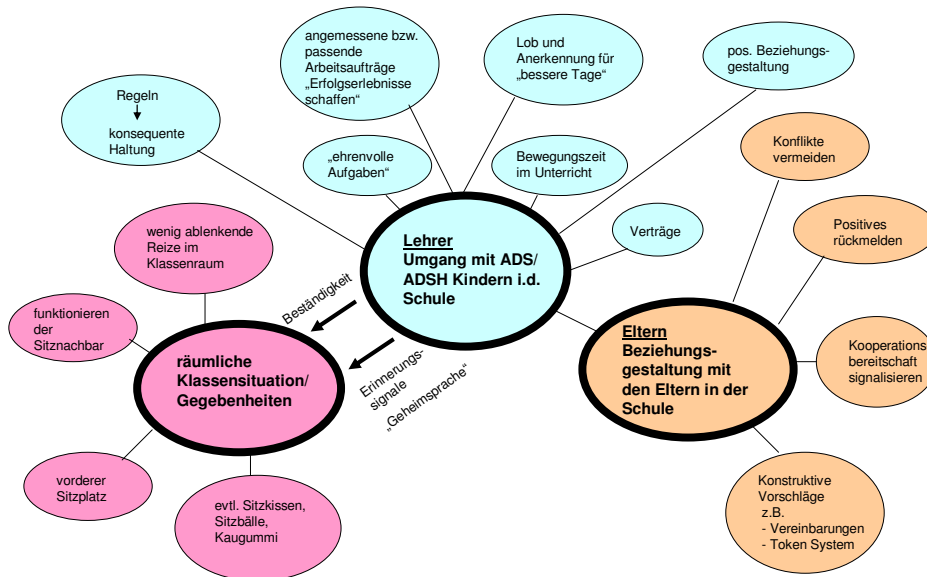 angemessene bzw.
passende
Arbeitsaufträge
„Erfolgserlebnisse
schaffen“
Lob und
Anerkennung für
„bessere Tage“
pos. Beziehungs-
gestaltung
Regeln
konsequente
Haltung
„ehrenvolle
Aufgaben“
Bewegungszeit
im Unterricht
Konflikte
vermeiden
Verträge
Positives
rückmelden
Lehrer
Umgang mit ADS/
ADSH Kindern i.d.
Schule
wenig ablenkende
Reize im
Klassenraum
Beständigkeit
Erinnerungs-
signale
„Geheimsprache“
funktionieren
der
Sitznachbar
räumliche
Klassensituation/
Gegebenheiten
Eltern
Beziehungs-
gestaltung mit
den Eltern in der
Schule
Kooperations-
bereitschaft
signalisieren
vorderer
Sitzplatz
evtl. Sitzkissen,
Sitzbälle,
Kaugummi
Konstruktive
Vorschläge
z.B.
- Vereinbarungen
- Token System